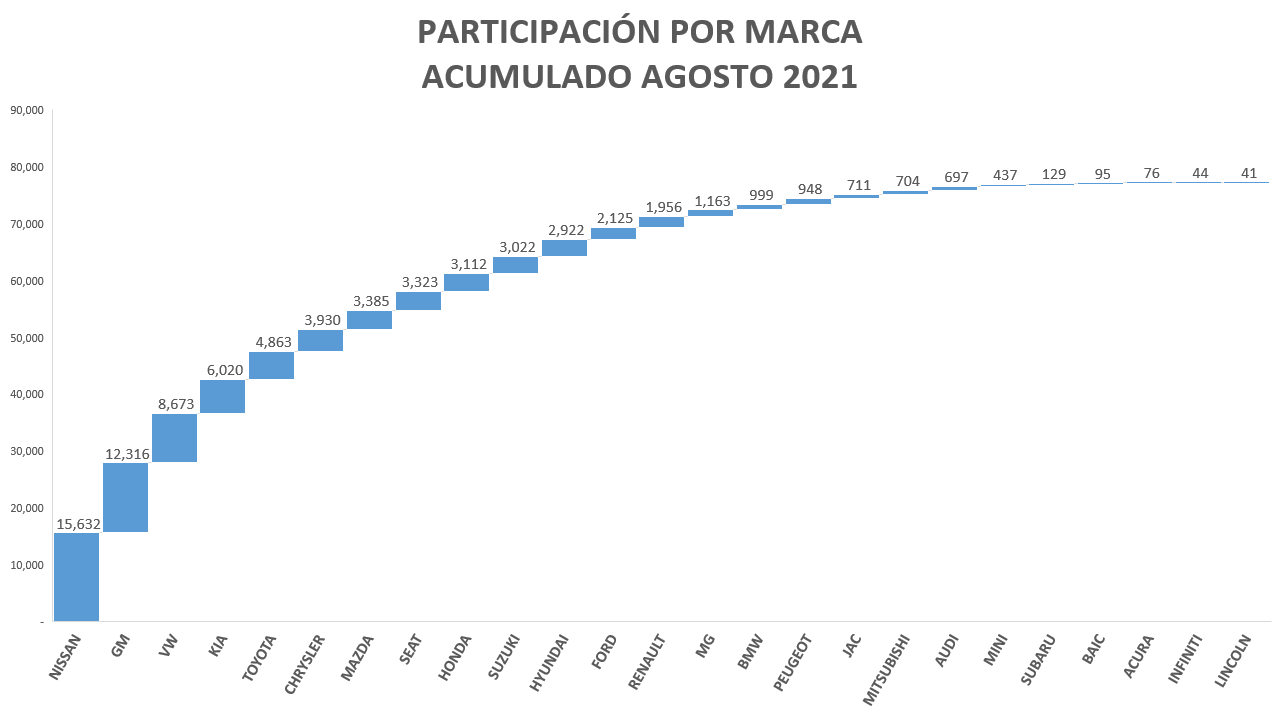 PARTICIPACIÓN POR MARCA
ACUMULADO AGOSTO 2021
90,000
80,000
70,000
60,000
50,000
40,000
30,000
20,000
10,000
-
15,632
12,316
8,673
6,020
4,863
3,930
3,385
3,323
3,112
3,022
2,922
2,125
1,956
1,163
999
948
711
704
697
437
129
95
76
44
41
NISSAN
GM
VW
KIA
TOYOTA
CHRYSLER
MAZDA
SEAT
HONDA
SUZUKI
HYUNDAI
FORD
RENAULT
MG
BMW
PEUGEOT
JAC
MITSUBISHI
AUDI
MINI
SUBARU
BAIC
ACURA
INFINITI
LINCOLN